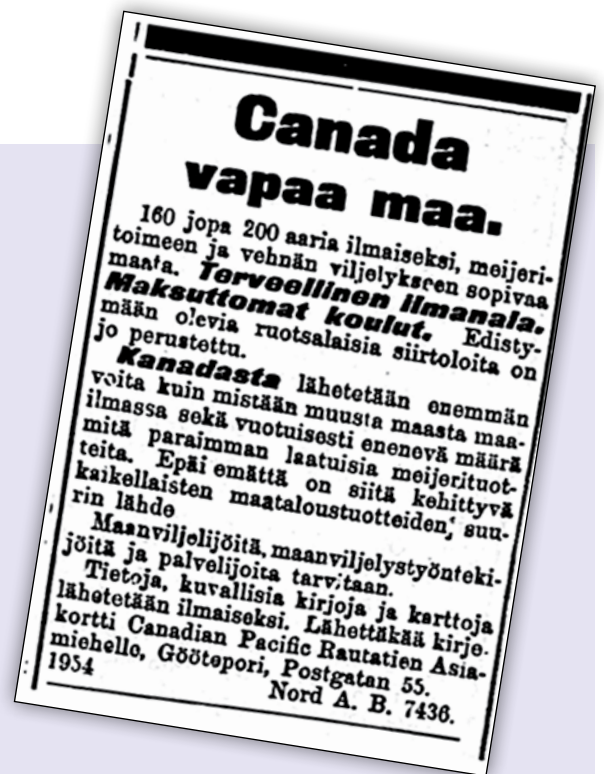 Canada
vapaa maa.
160 jopa 200 aaria ilmaiseksi, meijeri-
toimeen ja vehnän viljelykseen sopivaa
maata. Terveellinen ilmanala.
Maksuttomat koulut. Edisty-
mään olevia ruotsalaisia siirtoloita on
jo perustettu.
Kanadasta lähetetään enemmän
voita kuin mistään muusta maasta maa-
ilmassa sekä vuotuisesti enenevä määrä
mitä paraimman laatuisia meijerituot-
teita. Epäi emättä on siitä kehittyvä
kaikellaisten maataloustuotteiden, suu-
rin lähde
Maanviljelijöitä, maanviljelystyönteki-
jöitä ja palvelijoita tarvitaan.
Tietoja, kuvallisia kirjoja ja karttoja
lähetetään ilmaiseksi. Lähettäkää kirje-
kortti Canadian Pacific Rautatien Asia-
miehelle, Göötepori, Postgatan 55.
1954 Nord A. B. 7436.